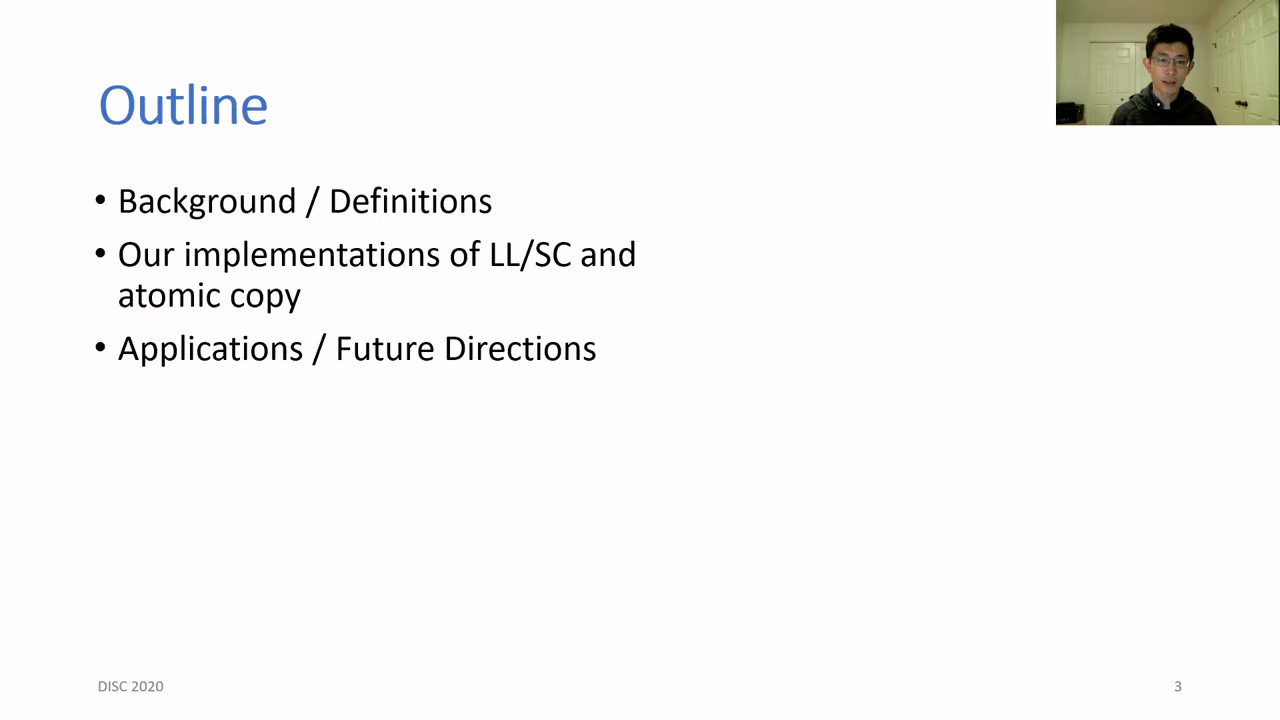 Outline
• Background / Definitions
• Our implementations of LL/SC and
atomic copy
• Applications / Future Directions
DISC 2020
3